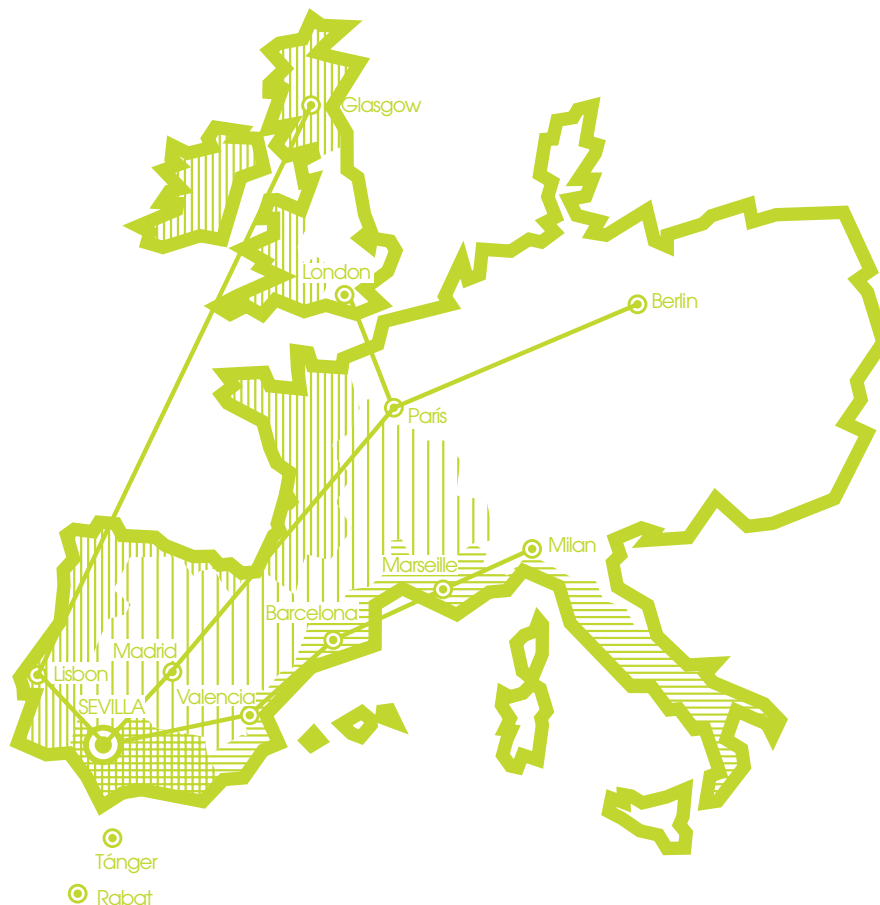 Glasgow
London
Berlin
París
Milan
Marseille
Barcelona
Madrid
Lisbon
Valencia
SEVILLA
Tánger
Rabat